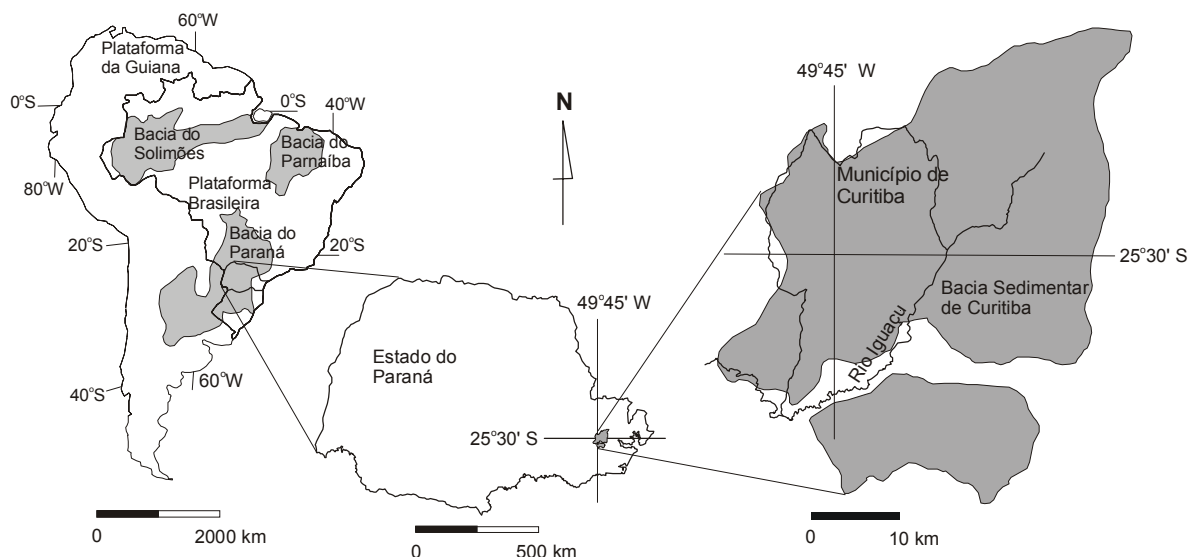 60°W
Plataforma
da Guiana
0°S
0°S
40°W
Bacia do
Solimões
Bacia do
Parnaíba
80°W
Plataforma
Brasileira
Bacia do
Paraná
20°S
20°S
60°W
40°S
0
2000 km
N
49°45' W
Estado do
Paraná
25°30' S
0
500 km
49°45' W
Município de
Curitiba
25°30' S
Bacia Sedimentar
de Curitiba
Rio Iguaçu
0
10 km